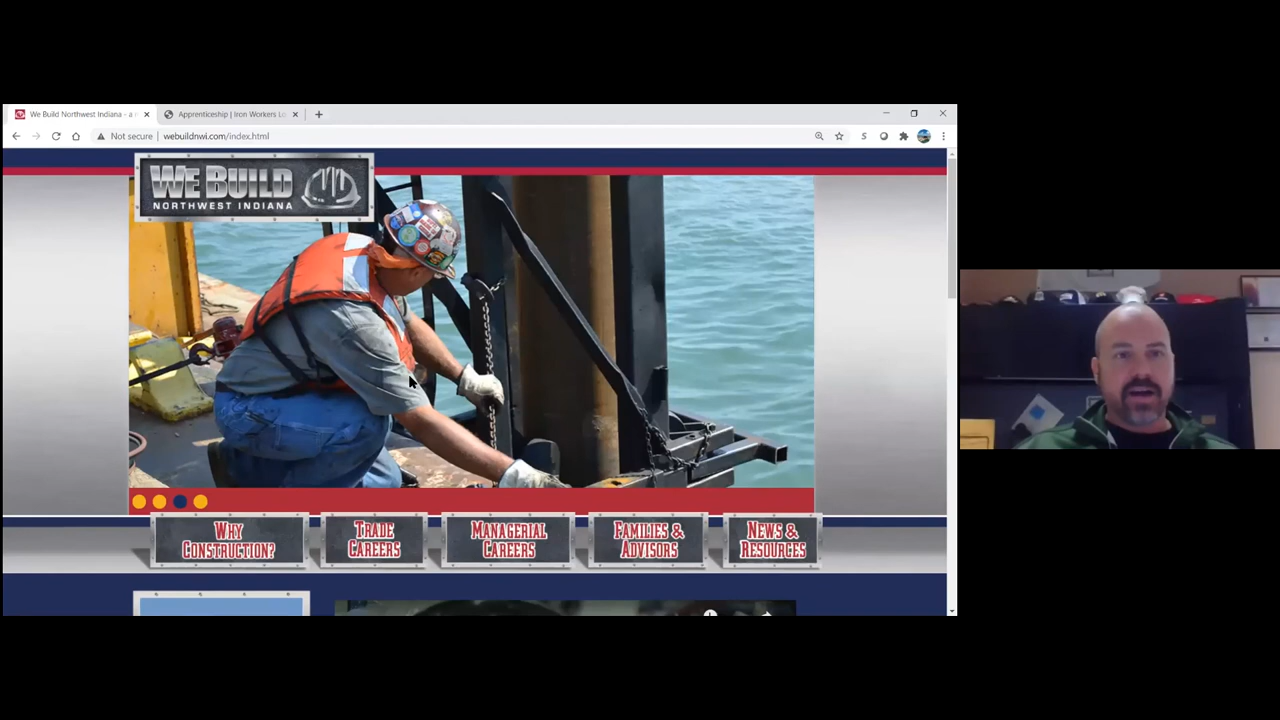 We Build Northwest Indiana - a
Apprenticeship | Iron Workers Lo
Not secure
webuildnwi.com/index.html
WE BUILD
NORTHWEST INDIANA
WHY
CONSTRUCTION?
TRADE
CAREERS
MANAGERIAL
CAREERS
FAMILIES &
ADVISORS
NEWS &
RESOURCES